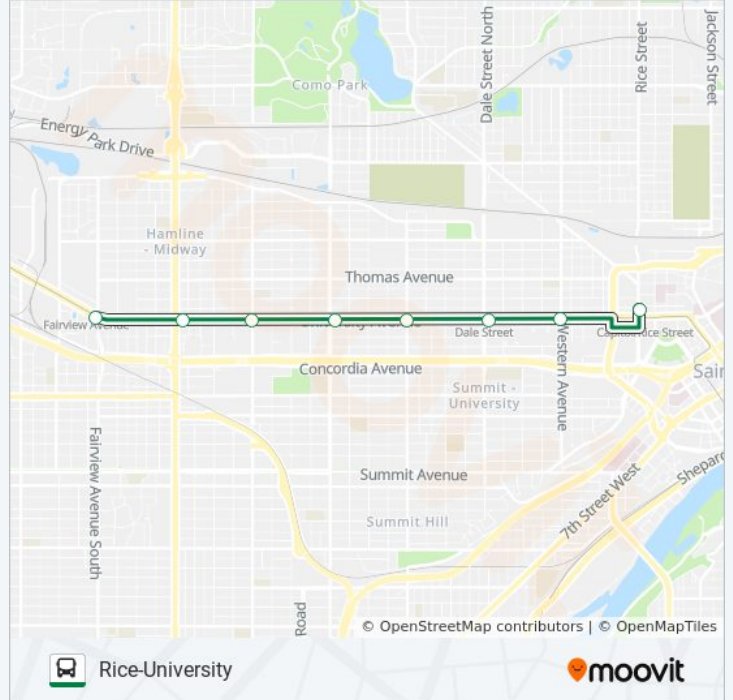 Dale Street North
Rice Street
Jackson Street
Como Park
Energy Park Drive
Hamline
- Midway
Thomas Avenue
Fairview Avenue
Dale Street
Capitol/Rice Street
Western Avenue
Concordia Avenue
Summit -
University
Fairview Avenue South
Summit Avenue
7th Street West
Summit Hill
Road
© OpenStreetMap contributors | © OpenMapTiles
Rice-University
moovit